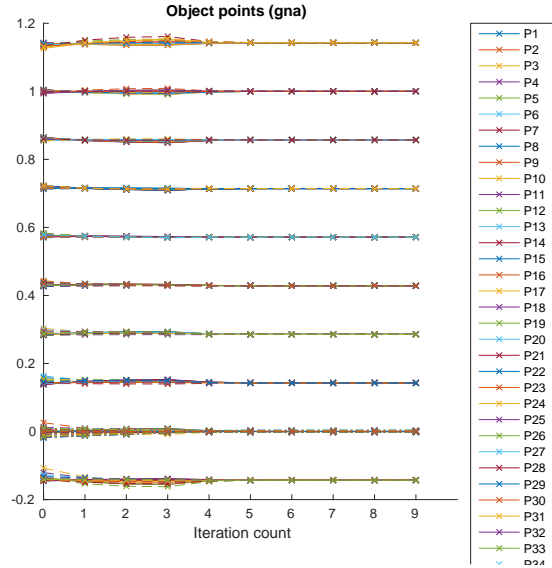 Object points (gna)
1.2
1
0.8
0.6
0.4
0.2
0
-0.2
0 1 2 3 4 5 6 7 8 9
Iteration count
P1
P2
P3
P4
P5
P6
P7
P8
P9
P10
P11
P12
P13
P14
P15
P16
P17
P18
P19
P20
P21
P22
P23
P24
P25
P26
P27
P28
P29
P30
P31
P32
P33
P34